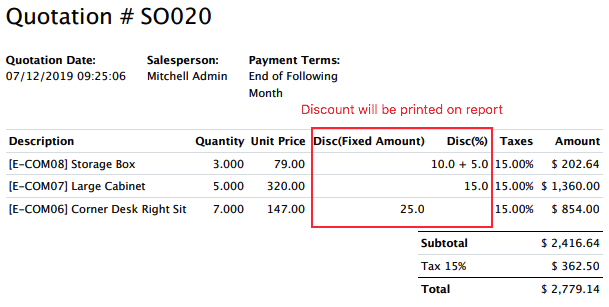 Quotation # SO020
Quotation Date: Salesperson: Payment Terms:
07/12/2019 09:25:06 Mitchell Admin End of Following
Month
Discount will be printed on report
Description Quantity Unit Price Disc(Fixed Amount) Disc(%) Taxes Amount
[E-COM08] Storage Box 3.000 79.00 10.0 + 5.0 15.00% $ 202.64
[E-COM07] Large Cabinet 5.000 320.00 15.0 15.00% $ 1,360.00
[E-COM06] Corner Desk Right Sit 7.000 147.00 25.0 15.00% $ 854.00
Subtotal $ 2,416.64
Tax 15% $ 362.50
Total $ 2,779.14